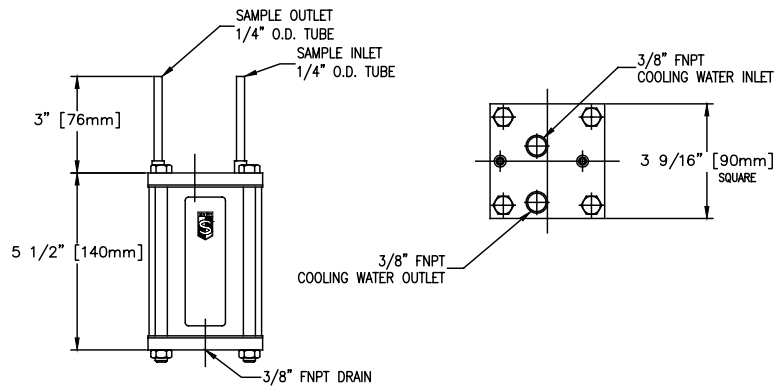 SAMPLE OUTLET
1/4" O.D. TUBE
SAMPLE INLET
1/4" O.D. TUBE
3" [76mm]
5 1/2" [140mm]
3/8" FNPT DRAIN
3/8" FNPT
COOLING WATER INLET
3 9/16" [90mm]
SQUARE
3/8" FNPT
COOLING WATER OUTLET